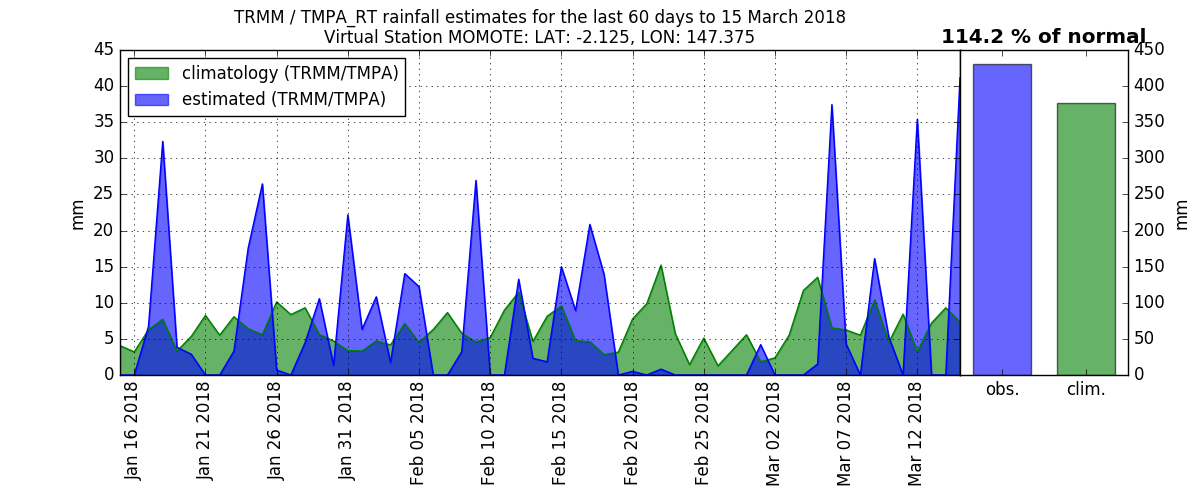 TRMM / TMPA_RT rainfall estimates for the last 60 days to 15 March 2018
Virtual Station MOMOTE: LAT: -2.125, LON: 147.375
114.2 % of normal
climatology (TRMM/TMPA)
estimated (TRMM/TMPA)
mm
45
40
35
30
25
20
15
10
5
0
Jan 16 2018
Jan 21 2018
Jan 26 2018
Jan 31 2018
Feb 05 2018
Feb 10 2018
Feb 15 2018
Feb 20 2018
Feb 25 2018
Mar 02 2018
Mar 07 2018
Mar 12 2018
450
400
350
300
250
200
150
100
50
0
mm
obs.
clim.